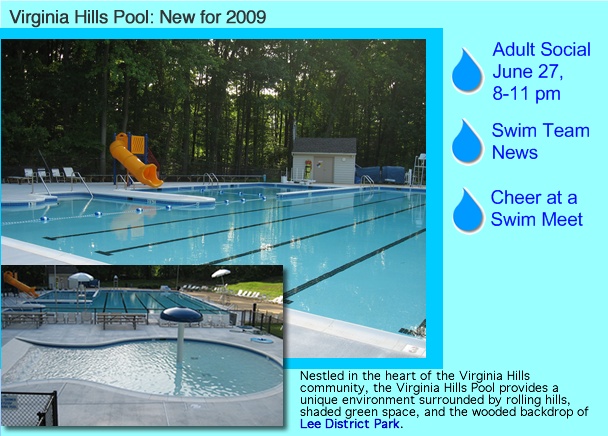 Virginia Hills Pool: New for 2009
Adult Social
June 27,
8-11 pm
Swim Team
News
Cheer at a
Swim Meet
Nestled in the heart of the Virginia Hills
community, the Virginia Hills Pool provides a
unique environment surrounded by rolling hills,
shaded green space, and the wooded backdrop of
Lee District Park.